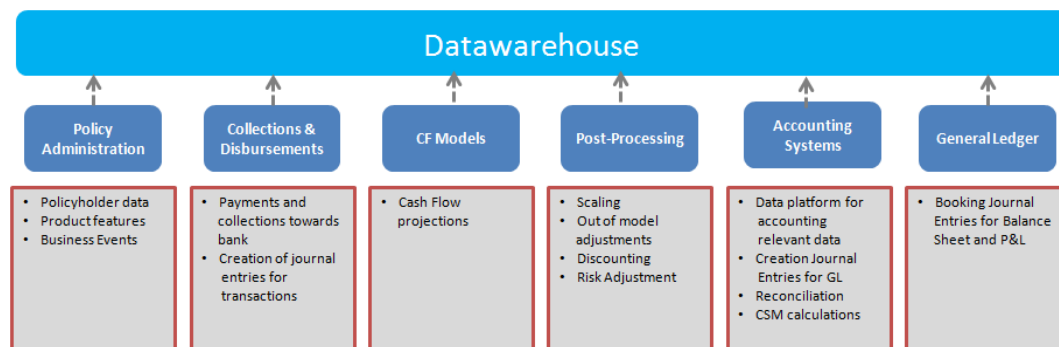 Datawarehouse
Policy
Administration
Collections &
Disbursements
CF Models
Post-Processing
Accounting
Systems
General Ledger
• Policyholder data
• Product features
• Business Events
• Payments and
collections towards
bank
• Creation of journal
entries for
transactions
• Cash Flow
projections
• Scaling
• Out of model
adjustments
• Discounting
• Risk Adjustment
• Data platform for
accounting
relevant data
• Creation Journal
Entries for GL
• Reconciliation
• CSM calculations
• Booking Journal
Entries for Balance
Sheet and P&L